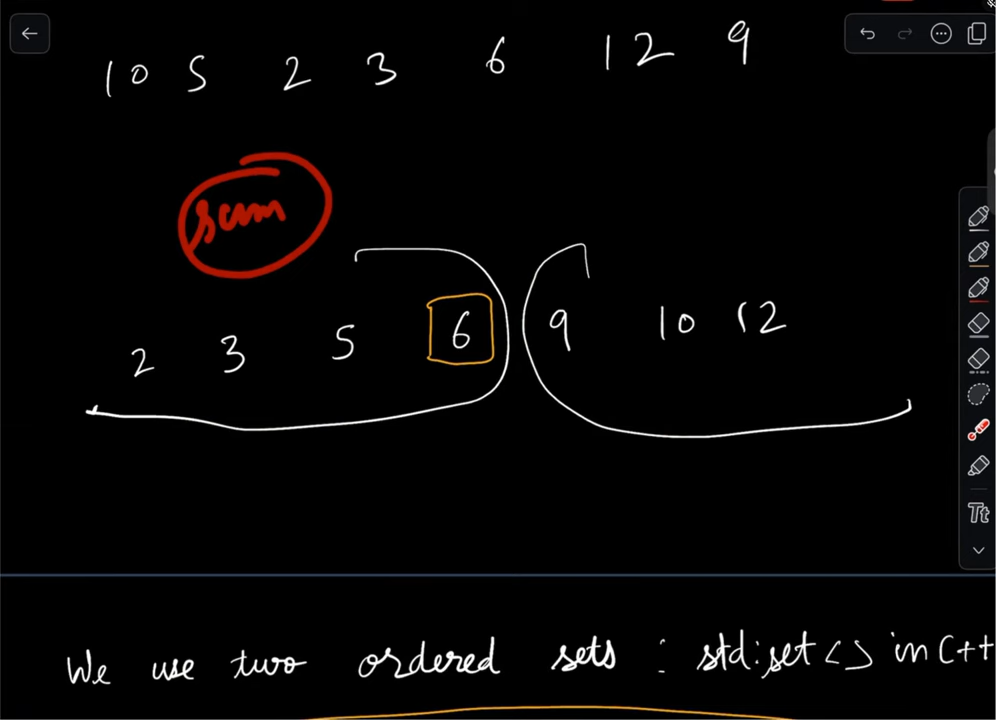 10 5 2 3 6 12 9
sum
2 3 5 6 9 10 12
We use two ordered sets : std:set<> in C++
Tt